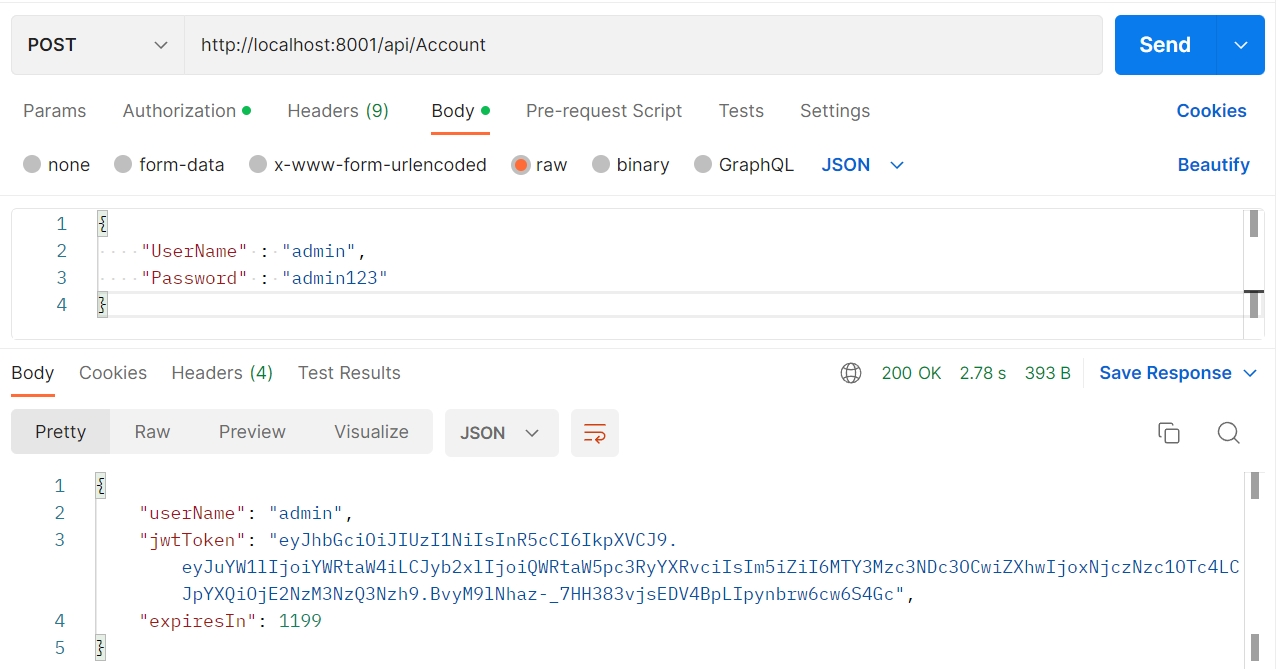 POST http://localhost:8001/api/Account Send
Params Authorization Headers (9) Body Pre-request Script Tests Settings Cookies
none form-data x-www-form-urlencoded raw binary GraphQL JSON Beautify
1 {
2 "UserName" : "admin",
3 "Password" : "admin123"
4 }
Body Cookies Headers (4) Test Results 200 OK 2.78 s 393 B Save Response
Pretty Raw Preview Visualize JSON
1 {
2 "userName": "admin",
3 "jwtToken": "eyJhbGciOiJIUzI1NiIsInR5cCI6IkpXVCJ9.
eyJuYW1lIjoiYWRtaW4iLCJyb2xlIjoiQWRtaW5pc3RyYXRvciIsIm5iZiI6MTY3Mzc3NDc3OCwiZXhwIjoxNjczNzc1OTc4LC
JpYXQiOjE2NzM3NzQ3Nzh9.BvyM9lNhaz-_7HH383vjsEDV4BpLIpynbrw6cw6S4Gc",
4 "expiresIn": 1199
5 }